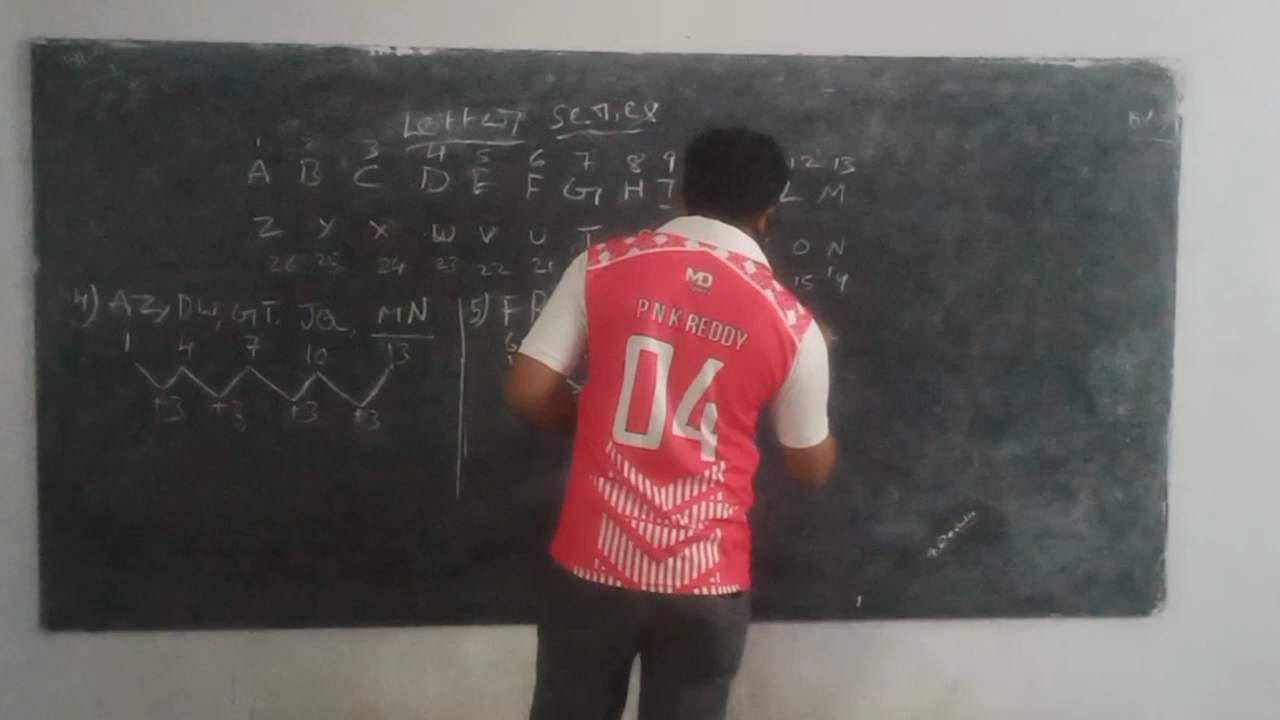 Letter Series
1 2 3 4 5 6 7 8 9 12 13
A B C D E F G H I L M
Z Y X W V U T O N
26 25 24 23 22 21 15 14
4) AZ, DW, GT, JQ, MN
1 4 7 10 13
+3 +3 +3 +3
5) F
6
MD
P N K REDDY
04